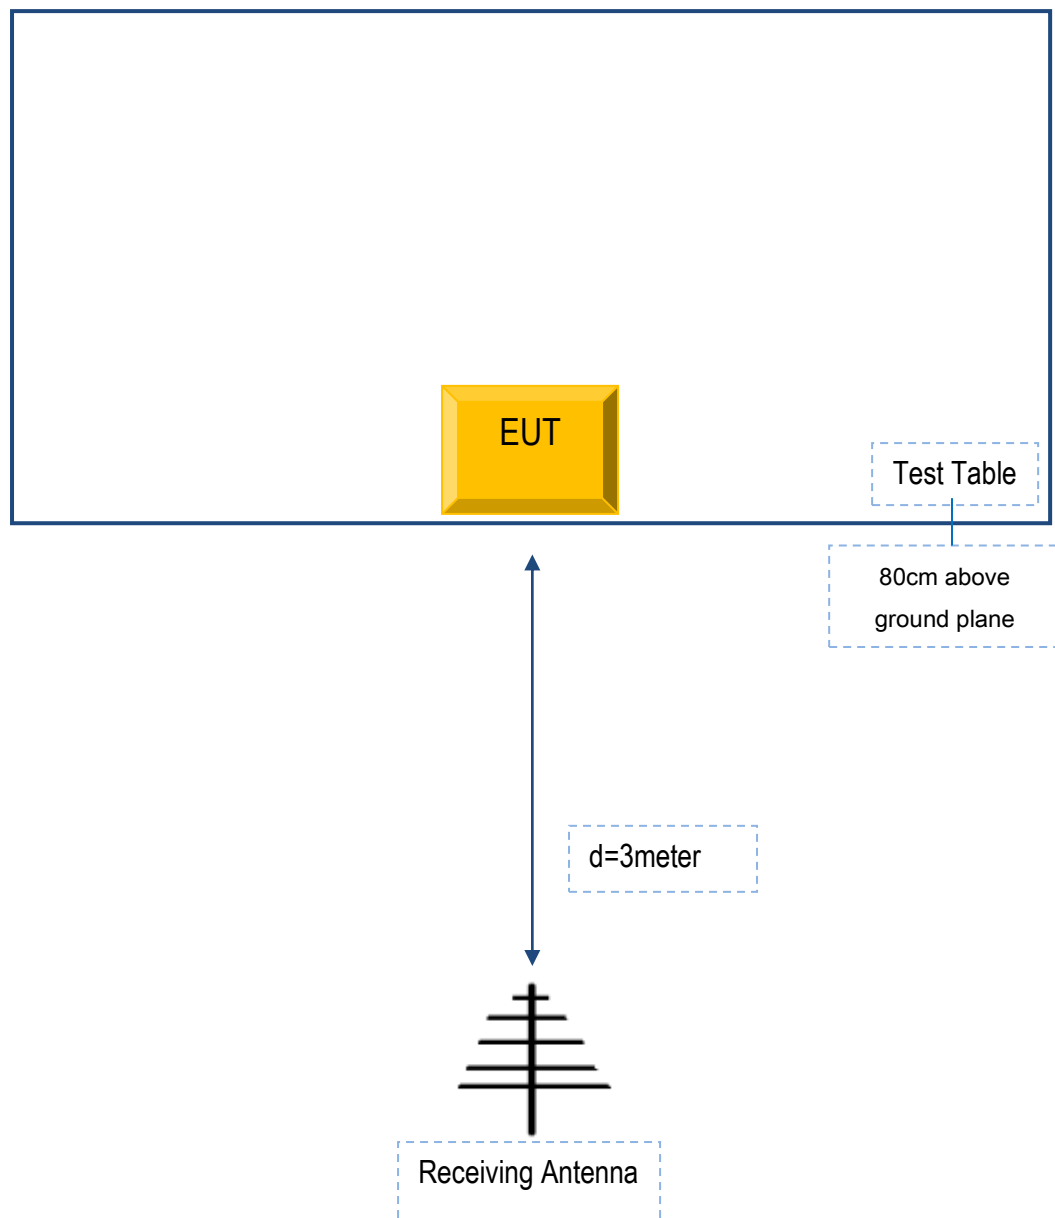 EUT
Test Table
80cm above
ground plane
d=3meter
Receiving Antenna